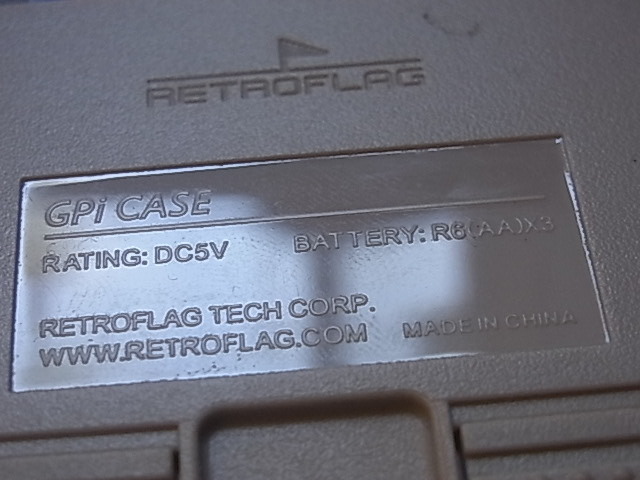 RETROFLAG
GPi CASE
RATING: DC5V BATTERY: R6(AA)X3
RETROFLAG TECH CORP.
WWW.RETROFLAG.COM MADE IN CHINA